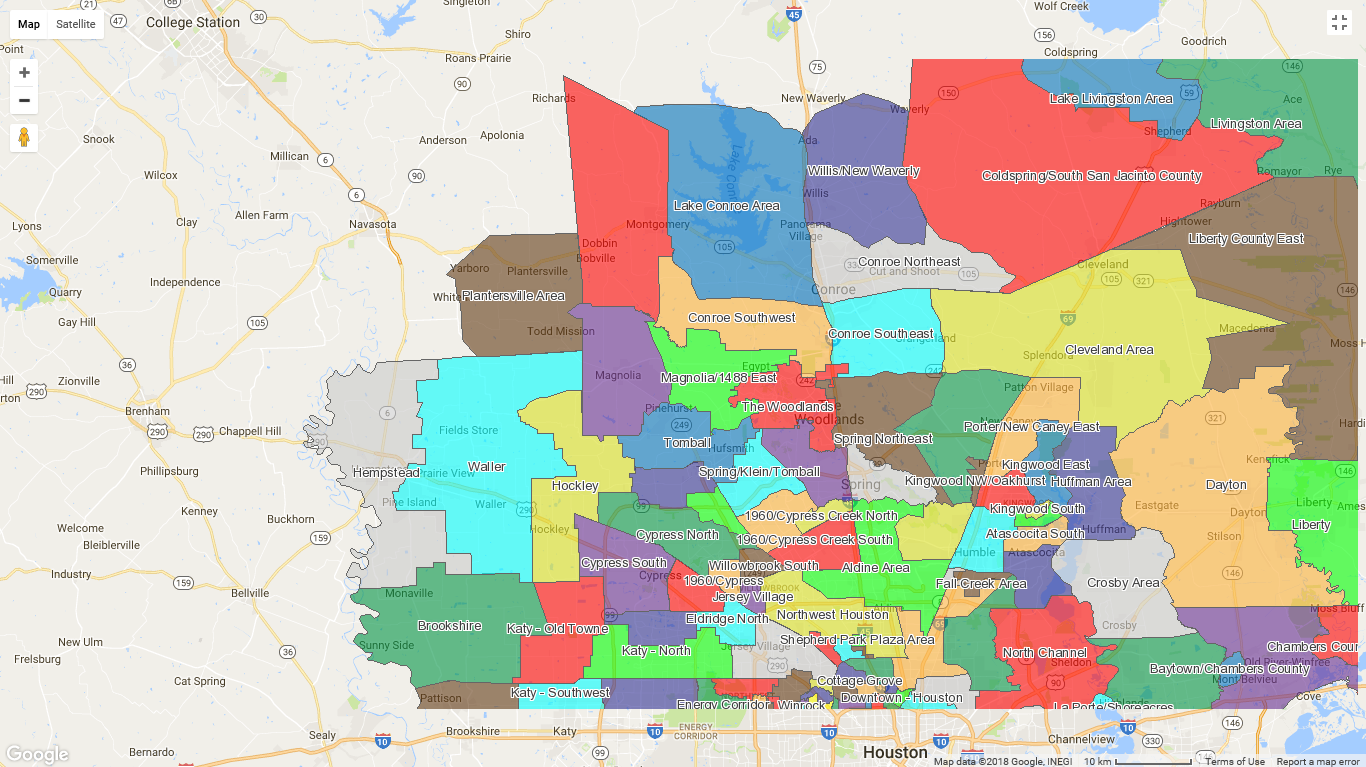 Map
Satellite
College Station
Singleton
Shiro
Roans Prairie
Wolf Creek
Coldspring
Goodrich
Point
Richards
New Waverly
Waverly
Lake Livingston Area
Ace
Livingston Area
Shepherd
Anderson
Apolonia
Snook
Millican
Ada
Romayor
Rye
Wilcox
Willis/New Waverly
Willis
Coldspring/South San Jacinto County
Lake Conroe Area
Rayburn
Clay
Allen Farm
Navasota
Montgomery
Panorama
Village
Hightower
Lyons
Dobbin
Bobville
Liberty County East
Somerville
Yarboro
Plantersville
Conroe Northeast
Cut and Shoot
Cleveland
Independence
Quarry
Plantersville Area
Conroe
Gay Hill
Todd Mission
Conroe Southwest
Conroe Southeast
Macedonia
Splendora
Cleveland Area
Moss H
Egypt
Magnolia
Magnolia/1488 East
Zionville
Patton Village
Brenham
Pinehurst
The Woodlands
The
Woodlands
Chappell Hill
Fields Store
Tomball
Hufsmith
Spring Northeast
Porter/New Caney East
Hardi
Phillipsburg
Hempstead
Prairie View
Waller
Spring/Klein/Tomball
Kingwood East
Kenefick
Hockley
Spring
Kingwood NW/Oakhurst
Huffman Area
Dayton
Pine Island
Waller
Kingwood South
Eastgate
Liberty
Kenney
Buckhorn
1960/Cypress Creek North
Dayton
Ames
Liberty
Welcome
Hockley
Cypress North
1960/Cypress Creek South
Atascocita South
Huffman
Stilson
Bleiblerville
Humble
Atascocita
Industry
Cypress South
Cypress
Willowbrook South
1960/Cypress
Aldine Area
Fall Creek Area
Crosby Area
Bellville
Monaville
Jersey Village
Aldine
Moss Bluff
Brookshire
Katy - Old Towne
Eldridge North
Northwest Houston
Crosby
New Ulm
Sunny Side
Katy - North
Jersey Village
Shepherd Park Plaza Area
North Channel
Sheldon
Chambers Coun
Frelsburg
Old River-Winfree
Baytown/Chambers County
Cat Spring
Cottage Grove
Mont Belvieu
Pattison
Katy - Southwest
Energy Corridor
Winrock
Downtown - Houston
La Porte/Shoreacres
Cove
Sealy
Brookshire
Katy
ENERGY
CORRIDOR
Channelview
Bernardo
Houston
Google
Map data ©2018 Google, INEGI
10 km
Terms of Use
Report a map error